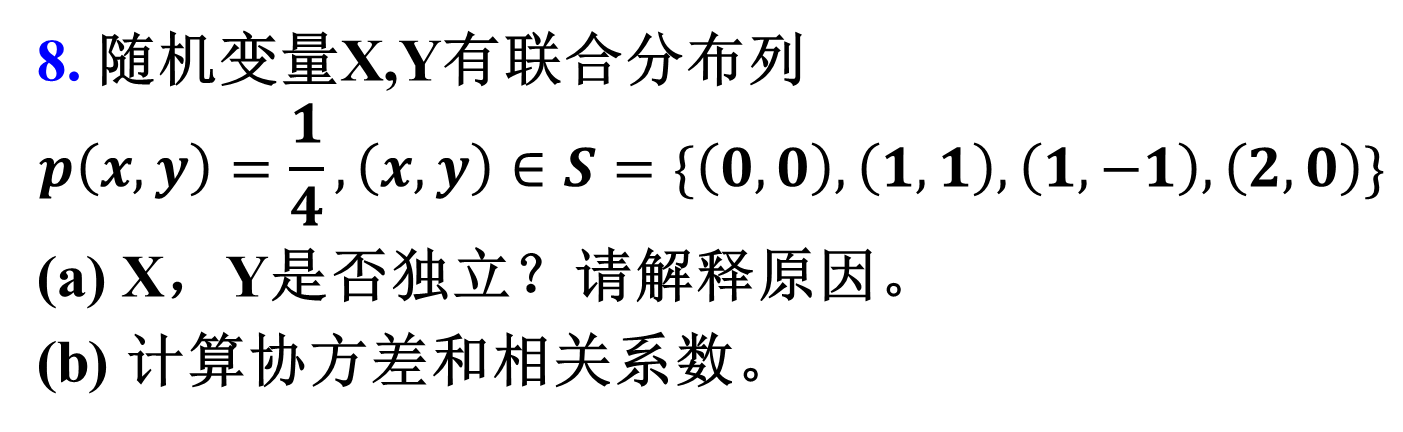 8. 随机变量X,Y有联合分布列
p(x, y) = 1/4, (x, y) ∈ S = {(0, 0), (1, 1), (1, −1), (2, 0)}
(a) X，Y是否独立？请解释原因。
(b) 计算协方差和相关系数。